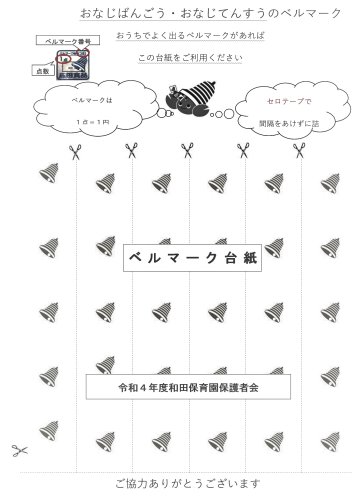 おなじばんごう・おなじてんすうのベルマーク
おうちでよく出るベルマークがあれば
この台紙をご利用ください
ベルマーク番号
点数
ベルマークは
１点＝１円
セロテープで
間隔をあけずに詰
ベルマーク台紙
令和４年度和田保育園保護者会
ご協力ありがとうございます